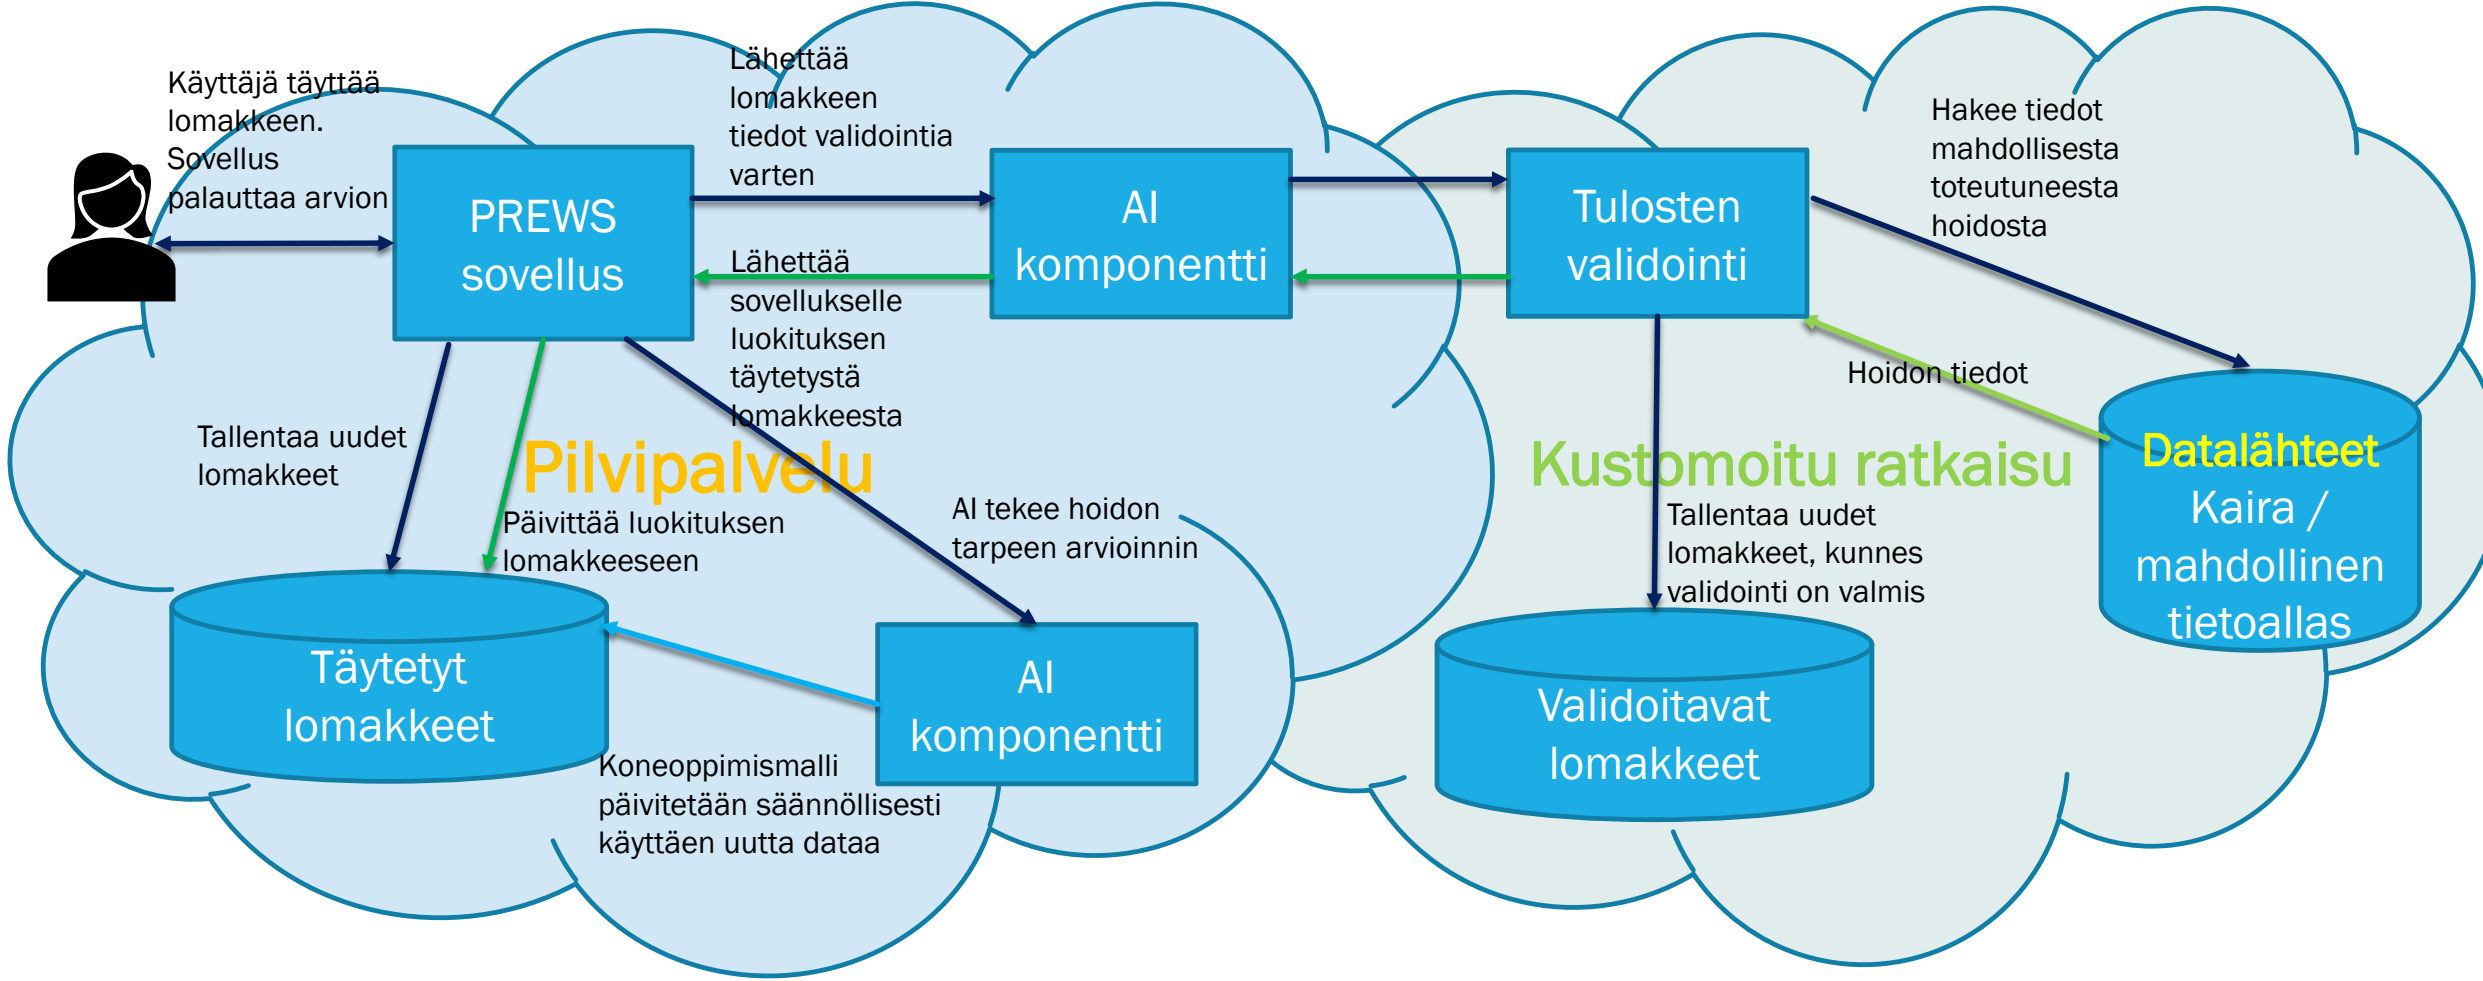 Käyttäjä täyttää
lomakkeen.
Sovellus
palauttaa arvion
PREWS
sovellus
Lähettää
lomakkeen
tiedot validointia
varten
Lähettää
sovellukselle
luokituksen
täytetystä
lomakkeesta
AI
komponentti
Tulosten
validointi
Hakee tiedot
mahdollisesta
toteutuneesta
hoidosta
Hoidon tiedot
Tallentaa uudet
lomakkeet
Pilvipalvelu
Päivittää luokituksen
lomakkeeseen
AI tekee hoidon
tarpeen arvioinnin
Kustomoitu ratkaisu
Tallentaa uudet
lomakkeet, kunnes
validointi on valmis
Datalähteet
Kaira /
mahdollinen
tietoallas
Täytetyt
lomakkeet
AI
komponentti
Validoitavat
lomakkeet
Koneoppimismalli
päivitetään säännöllisesti
käyttäen uutta dataa